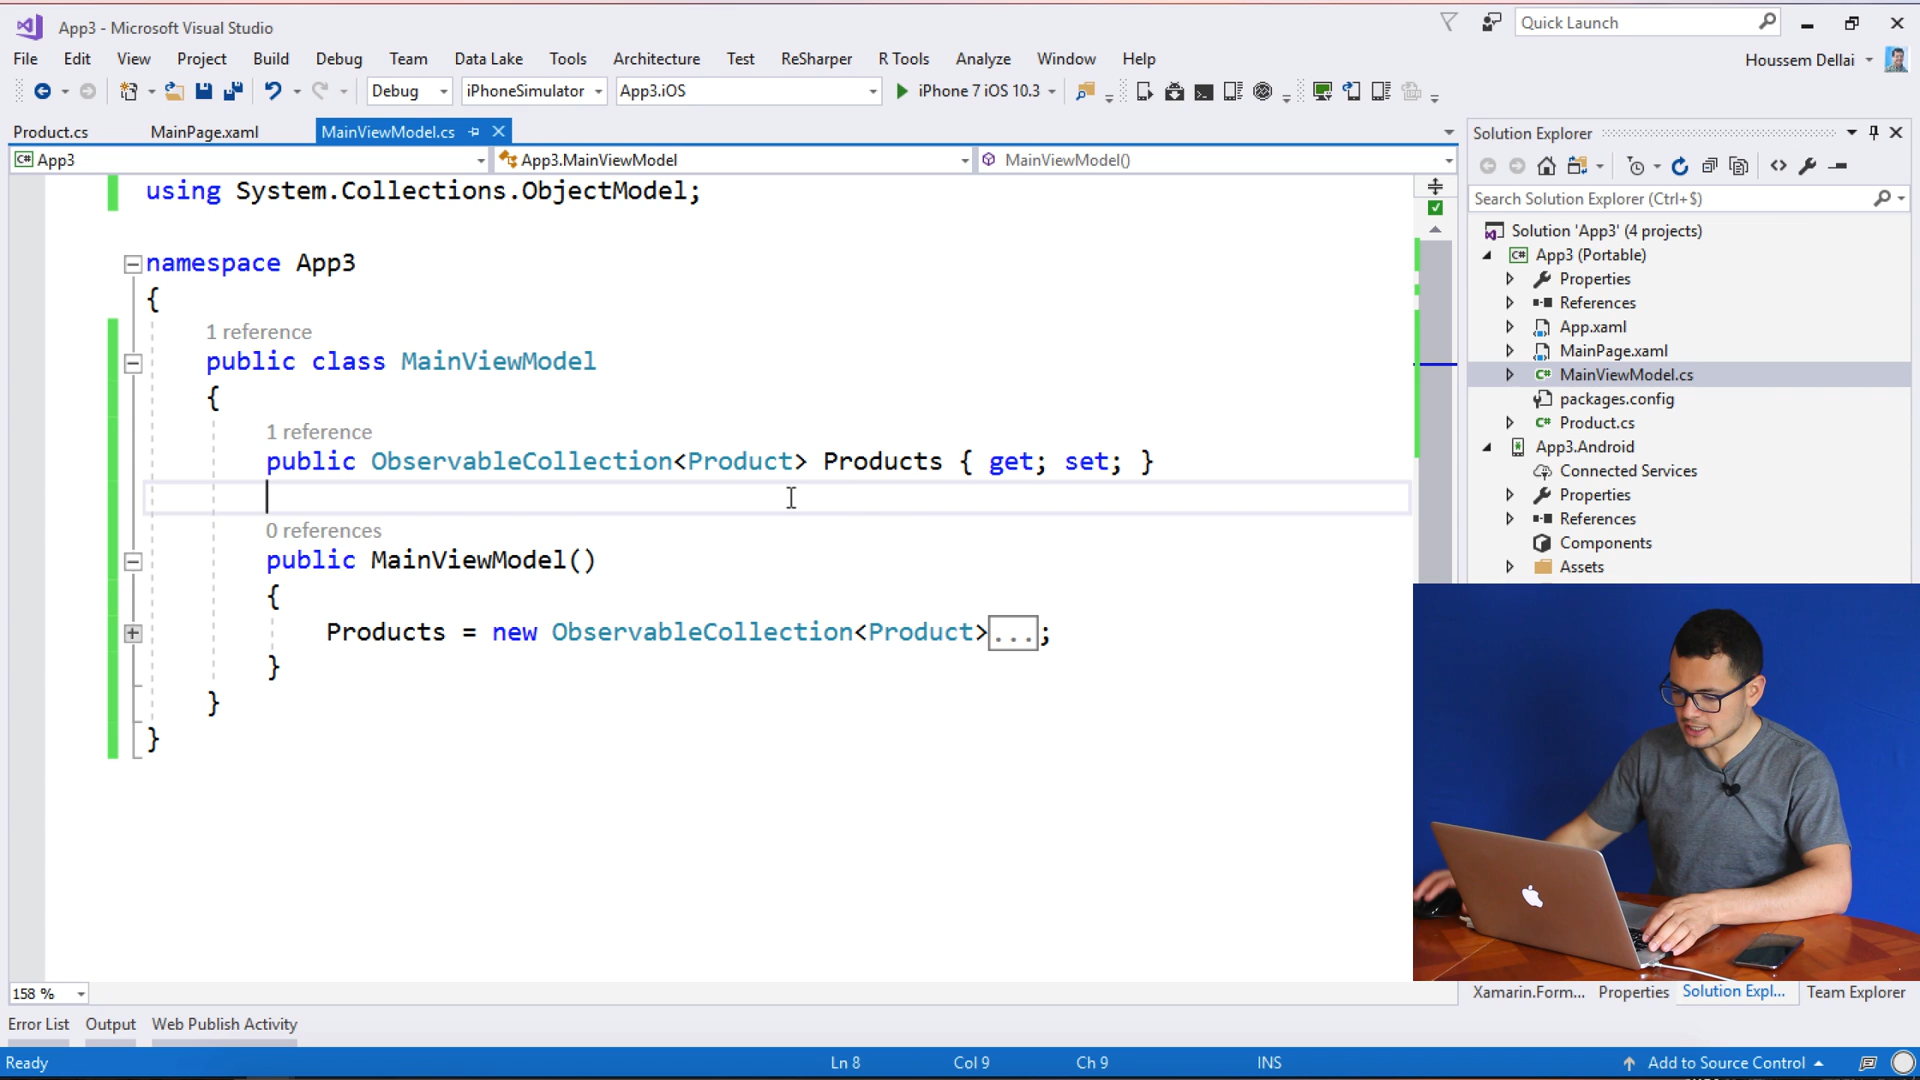 App3 - Microsoft Visual Studio
Quick Launch
File Edit View Project Build Debug Team Data Lake Tools Architecture Test ReSharper R Tools Analyze Window Help
Houssem Dellai
Debug iPhoneSimulator App3.iOS iPhone 7 iOS 10.3
Product.cs MainPage.xaml MainViewModel.cs
C# App3 App3.MainViewModel MainViewModel()
using System.Collections.ObjectModel;
namespace App3
{
1 reference
public class MainViewModel
{
1 reference
public ObservableCollection<Product> Products { get; set; }
0 references
public MainViewModel()
{
Products = new ObservableCollection<Product>...;
}
}
}
Solution Explorer
Search Solution Explorer (Ctrl+$)
Solution 'App3' (4 projects)
C# App3 (Portable)
Properties
References
App.xaml
MainPage.xaml
C# MainViewModel.cs
packages.config
C# Product.cs
App3.Android
Connected Services
Properties
References
Components
Assets
158 %
Xamarin.Form... Properties Solution Expl... Team Explorer
Error List Output Web Publish Activity
Ready Ln 8 Col 9 Ch 9 INS Add to Source Control